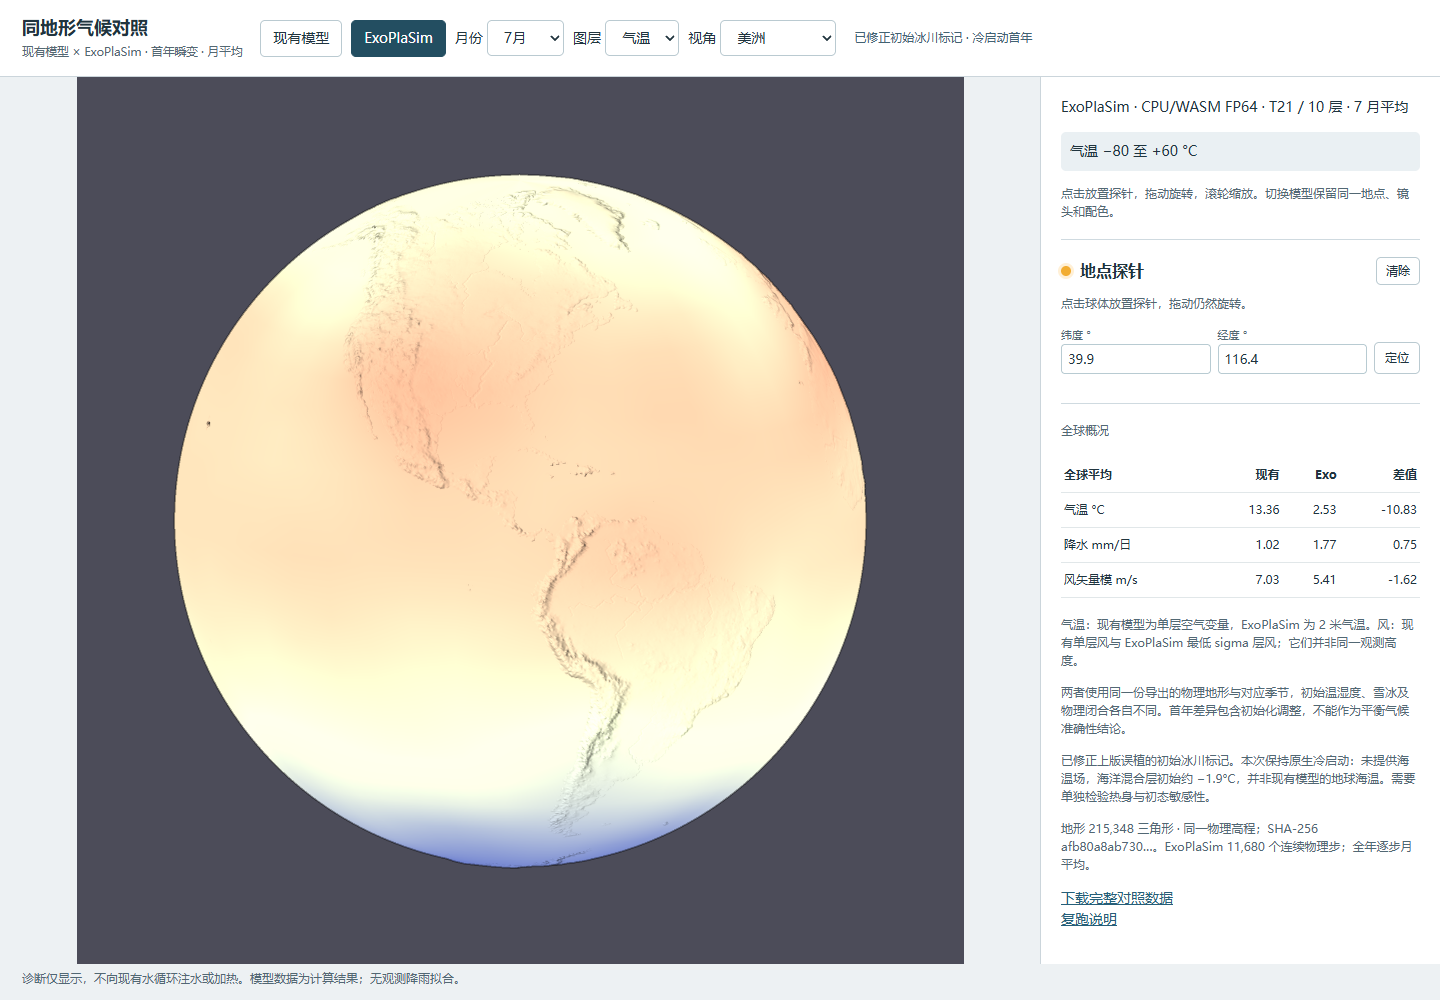 同地形气候对照
现有模型 × ExoPlaSim · 首年瞬变 · 月平均
现有模型
ExoPlaSim
月份
7月
图层
气温
视角
美洲
已修正初始冰川标记 · 冷启动首年
ExoPlaSim · CPU/WASM FP64 · T21 / 10 层 · 7 月平均
气温 −80 至 +60 °C
点击放置探针，拖动旋转，滚轮缩放。切换模型保留同一地点、镜
头和配色。
地点探针
清除
点击球体放置探针，拖动仍然旋转。
纬度 °
经度 °
39.9
116.4
定位
全球概况
全球平均 现有 Exo 差值
气温 °C 13.36 2.53 -10.83
降水 mm/日 1.02 1.77 0.75
风矢量模 m/s 7.03 5.41 -1.62
气温：现有模型为单层空气变量，ExoPlaSim 为 2 米气温。风：现
有单层风与 ExoPlaSim 最低 sigma 层风；它们并非同一观测高
度。
两者使用同一份导出的物理地形与对应季节，初始温湿度、雪冰及
物理闭合各自不同。首年差异包含初始化调整，不能作为平衡气候
准确性结论。
已修正上版误植的初始冰川标记。本次保持原生冷启动：未提供海
温场，海洋混合层初始约 −1.9°C，并非现有模型的地球海温。需要
单独检验热身与初态敏感性。
地形 215,348 三角形 · 同一物理高程；SHA-256
afb80a8ab730…。ExoPlaSim 11,680 个连续物理步；全年逐步月
平均。
下载完整对照数据
复跑说明
诊断仅显示，不向现有水循环注水或加热。模型数据为计算结果；无观测降雨拟合。